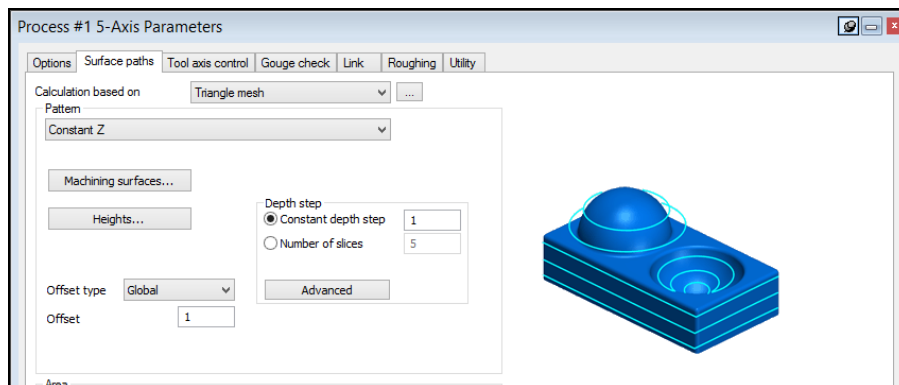 Process #1 5-Axis Parameters
Options Surface paths Tool axis control Gouge check Link Roughing Utility
Calculation based on Triangle mesh ...
Pattern
Constant Z
Machining surfaces...
Depth step
Heights... Constant depth step 1
Number of slices 5
Offset type Global Advanced
Offset 1
Area